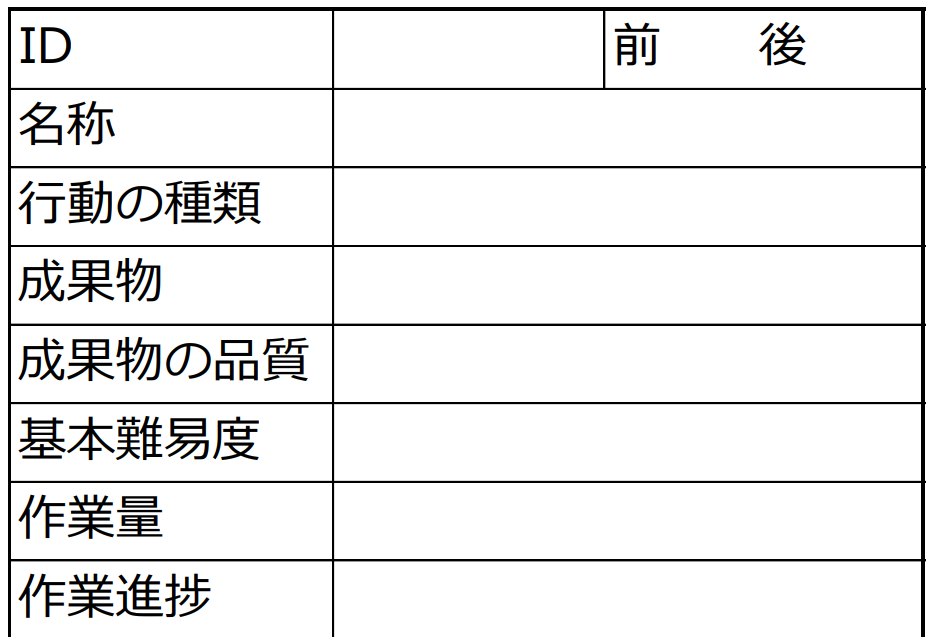 ID 前 後
名称
行動の種類
成果物
成果物の品質
基本難易度
作業量
作業進捗